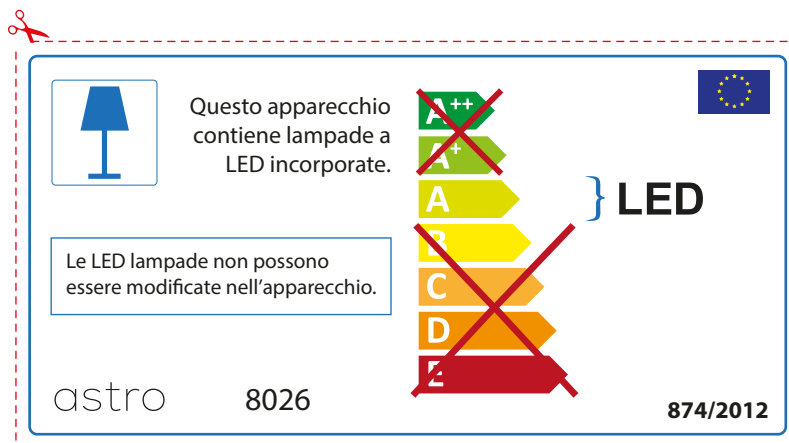 Questo apparecchio
contiene lampade a
LED incorporate.
A++
A+
A
B
C
D
E
LED
Le LED lampade non possono
essere modificate nell'apparecchio.
astro
8026
874/2012